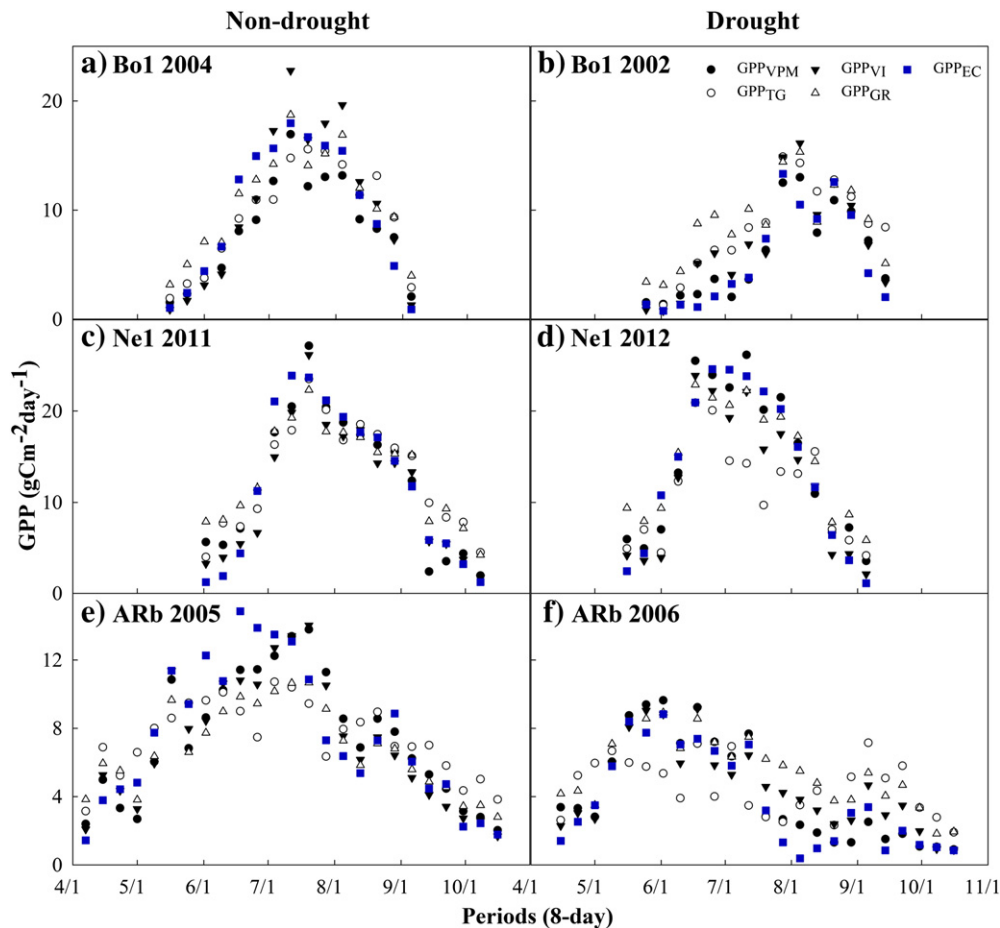 Non-drought Drought
a) Bo1 2004
b) Bo1 2002
GPPVPM GPPVI GPPEC
GPPTG GPPGR
20
10
0
c) Ne1 2011
d) Ne1 2012
20
10
0
e) ARb 2005
f) ARb 2006
12
8
4
0
GPP (gCm-2day-1)
4/1 5/1 6/1 7/1 8/1 9/1 10/1 4/1 5/1 6/1 7/1 8/1 9/1 10/1 11/1
Periods (8-day)